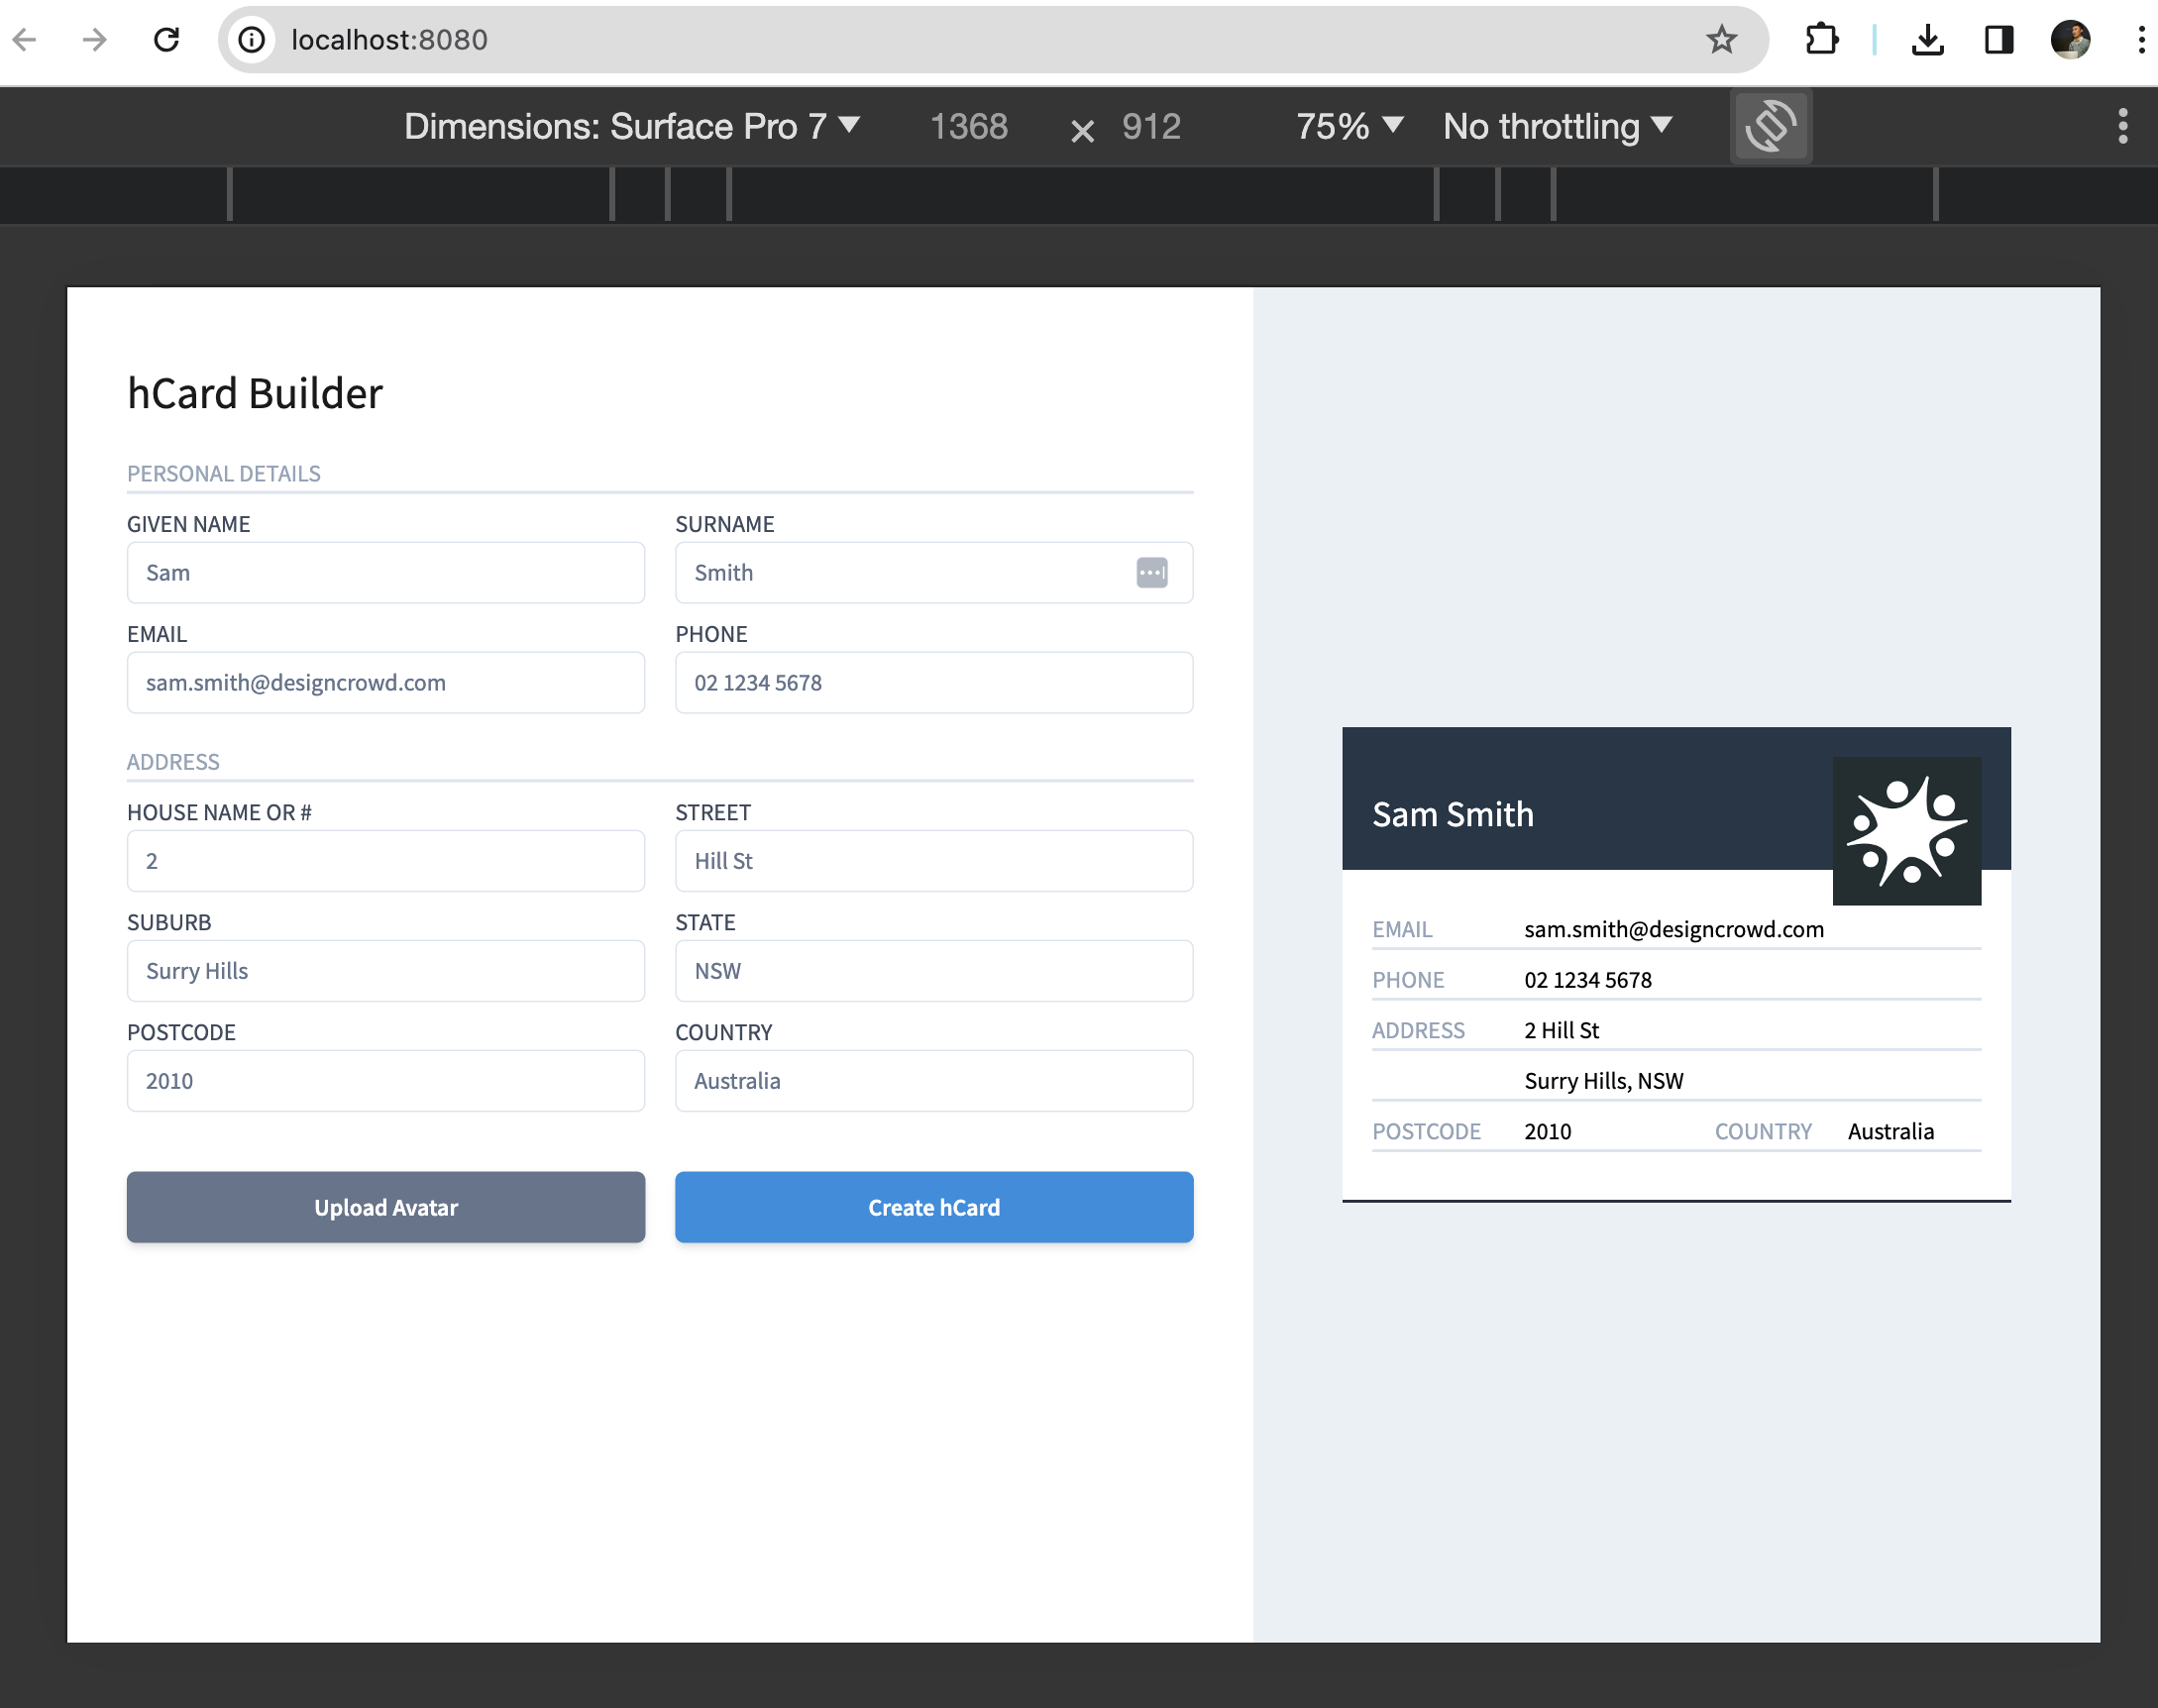 localhost:8080
Dimensions: Surface Pro 7 1368 × 912 75% No throttling
hCard Builder
PERSONAL DETAILS
GIVEN NAME SURNAME
Sam Smith
EMAIL PHONE
sam.smith@designcrowd.com 02 1234 5678
ADDRESS
HOUSE NAME OR # STREET
2 Hill St
SUBURB STATE
Surry Hills NSW
POSTCODE COUNTRY
2010 Australia
Upload Avatar Create hCard
Sam Smith
EMAIL sam.smith@designcrowd.com
PHONE 02 1234 5678
ADDRESS 2 Hill St
Surry Hills, NSW
POSTCODE 2010 COUNTRY Australia